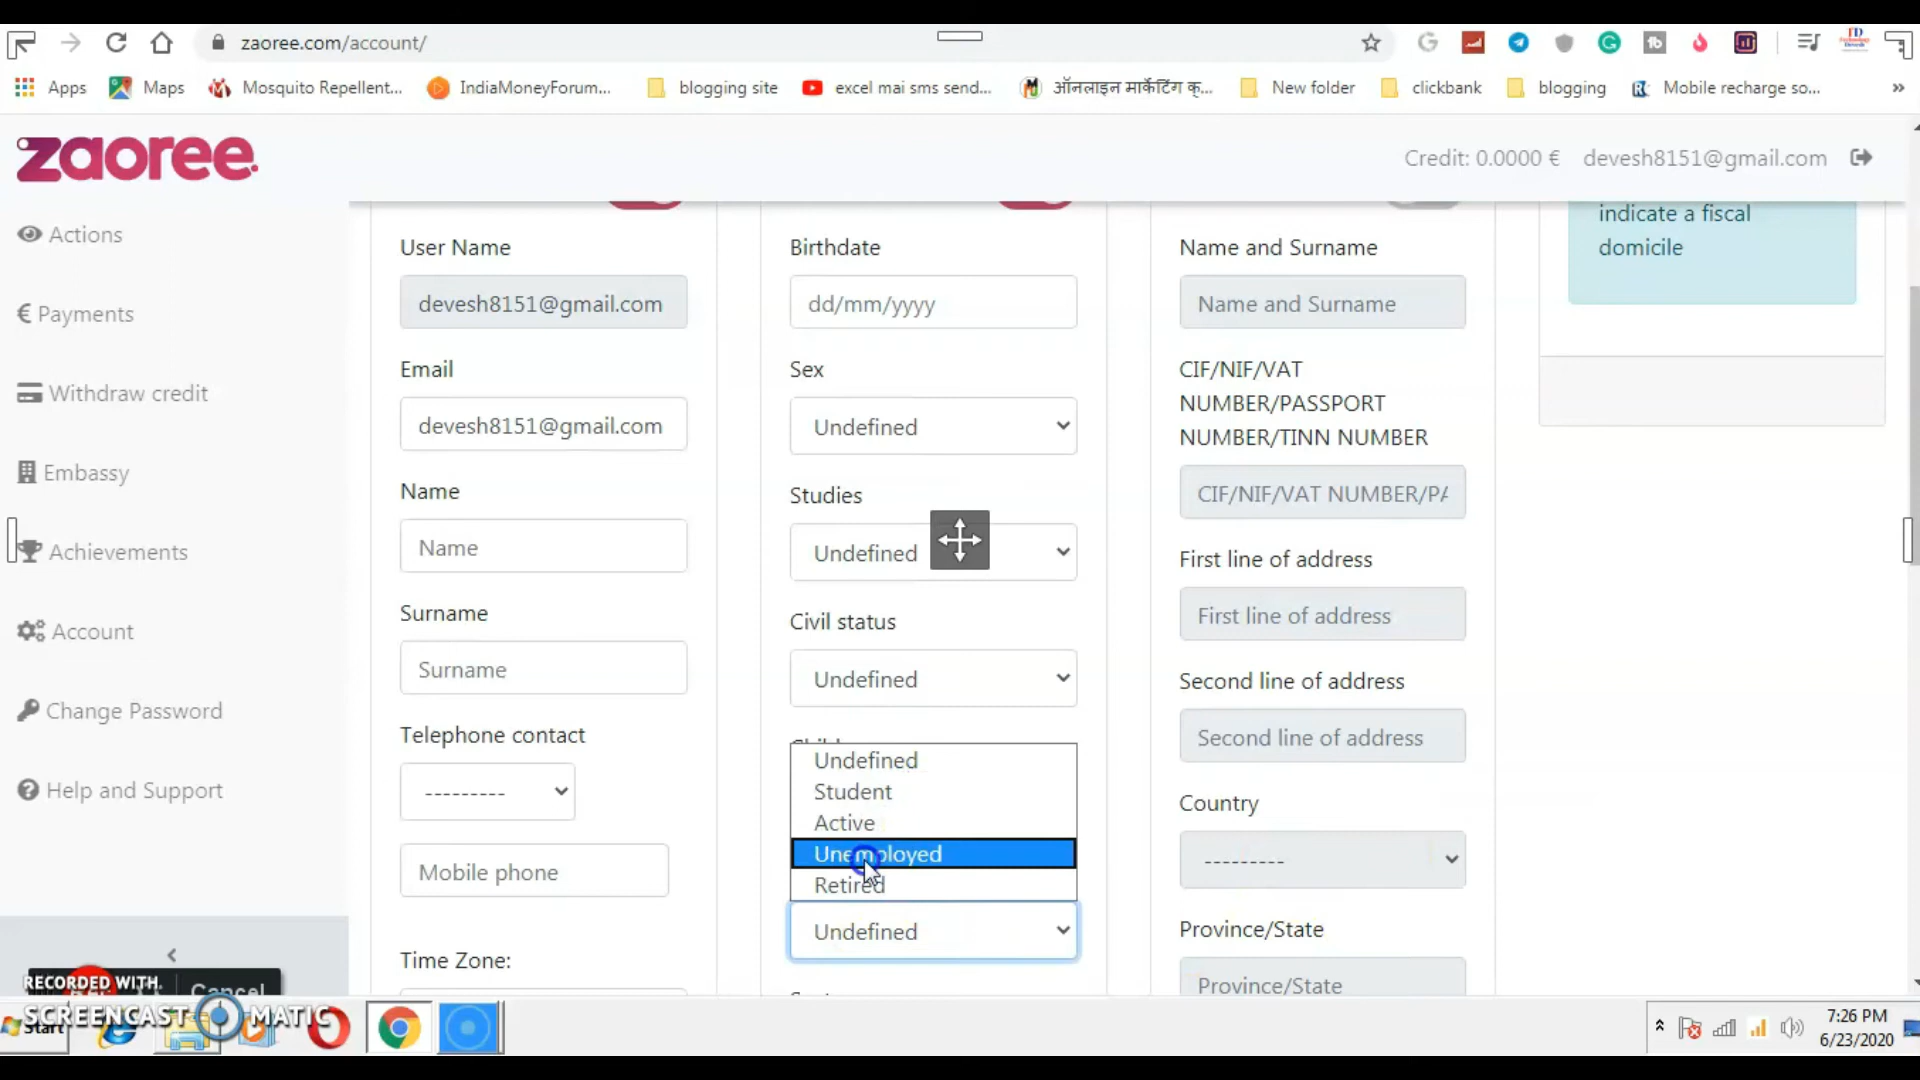 zaoree.com/account/
Apps
Maps
Mosquito Repellent...
IndiaMoneyForum...
blogging site
excel mai sms send...
ऑनलाइन मार्केटिंग क्...
New folder
clickbank
blogging
Mobile recharge so...
»
zaoree.
Credit: 0.0000 €
devesh8151@gmail.com
Actions
€ Payments
Withdraw credit
Embassy
Achievements
Account
Change Password
Help and Support
User Name
devesh8151@gmail.com
Email
devesh8151@gmail.com
Name
Name
Surname
Surname
Telephone contact
---------
Mobile phone
Time Zone:
Birthdate
dd/mm/yyyy
Sex
Undefined
Studies
Undefined
Civil status
Undefined
Undefined
Student
Active
Unemployed
Retired
Undefined
Name and Surname
Name and Surname
CIF/NIF/VAT
NUMBER/PASSPORT
NUMBER/TINN NUMBER
CIF/NIF/VAT NUMBER/PA
First line of address
First line of address
Second line of address
Second line of address
Country
---------
Province/State
Province/State
indicate a fiscal
domicile
RECORDED WITH
Cancel
SCREENCAST MATIC
Start
7:26 PM
6/23/2020